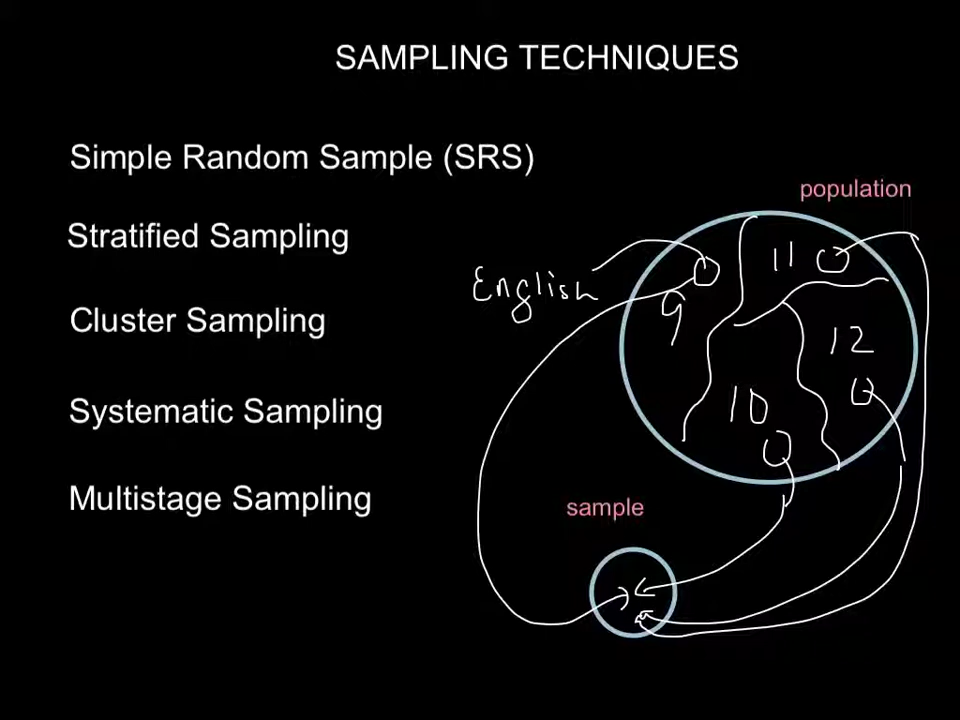 SAMPLING TECHNIQUES
Simple Random Sample (SRS)
population
Stratified Sampling
11
English
9
Cluster Sampling
12
Systematic Sampling
10
Multistage Sampling
sample